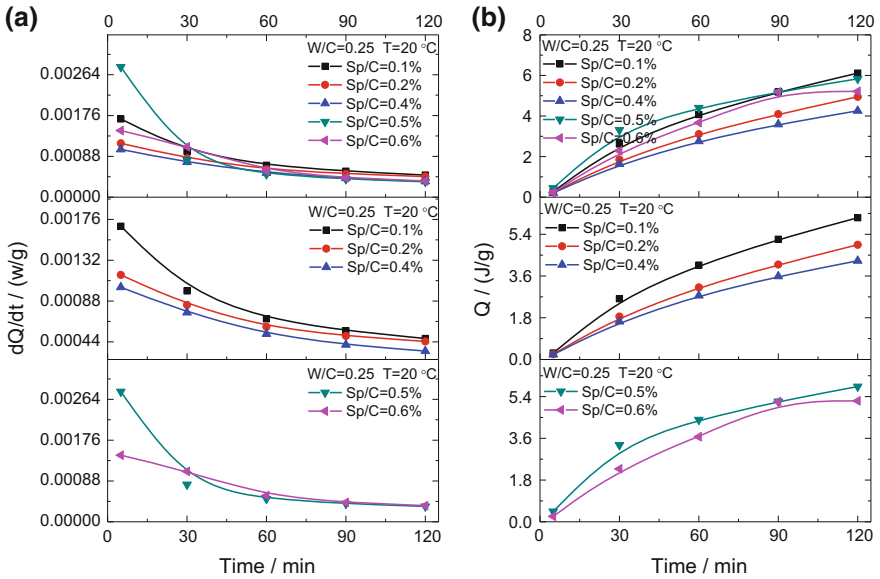 (a)
0 30 60 90 120
W/C=0.25 T=20 °C
Sp/C=0.1%
Sp/C=0.2%
Sp/C=0.4%
Sp/C=0.5%
Sp/C=0.6%
0.00264
0.00176
0.00088
0.00000
W/C=0.25 T=20 °C
Sp/C=0.1%
Sp/C=0.2%
Sp/C=0.4%
0.00176
0.00132
0.00088
0.00044
dQ/dt / (w/g)
W/C=0.25 T=20 °C
Sp/C=0.5%
Sp/C=0.6%
0.00264
0.00176
0.00088
0.00000
0 30 60 90 120
Time / min
(b)
0 30 60 90 120
W/C=0.25 T=20 °C
Sp/C=0.1%
Sp/C=0.2%
Sp/C=0.4%
Sp/C=0.5%
Sp/C=0.6%
8
6
4
2
0
W/C=0.25 T=20 °C
Sp/C=0.1%
Sp/C=0.2%
Sp/C=0.4%
5.4
3.6
1.8
0.0
Q / (J/g)
W/C=0.25 T=20 °C
Sp/C=0.5%
Sp/C=0.6%
5.4
3.6
1.8
0.0
0 30 60 90 120
Time / min